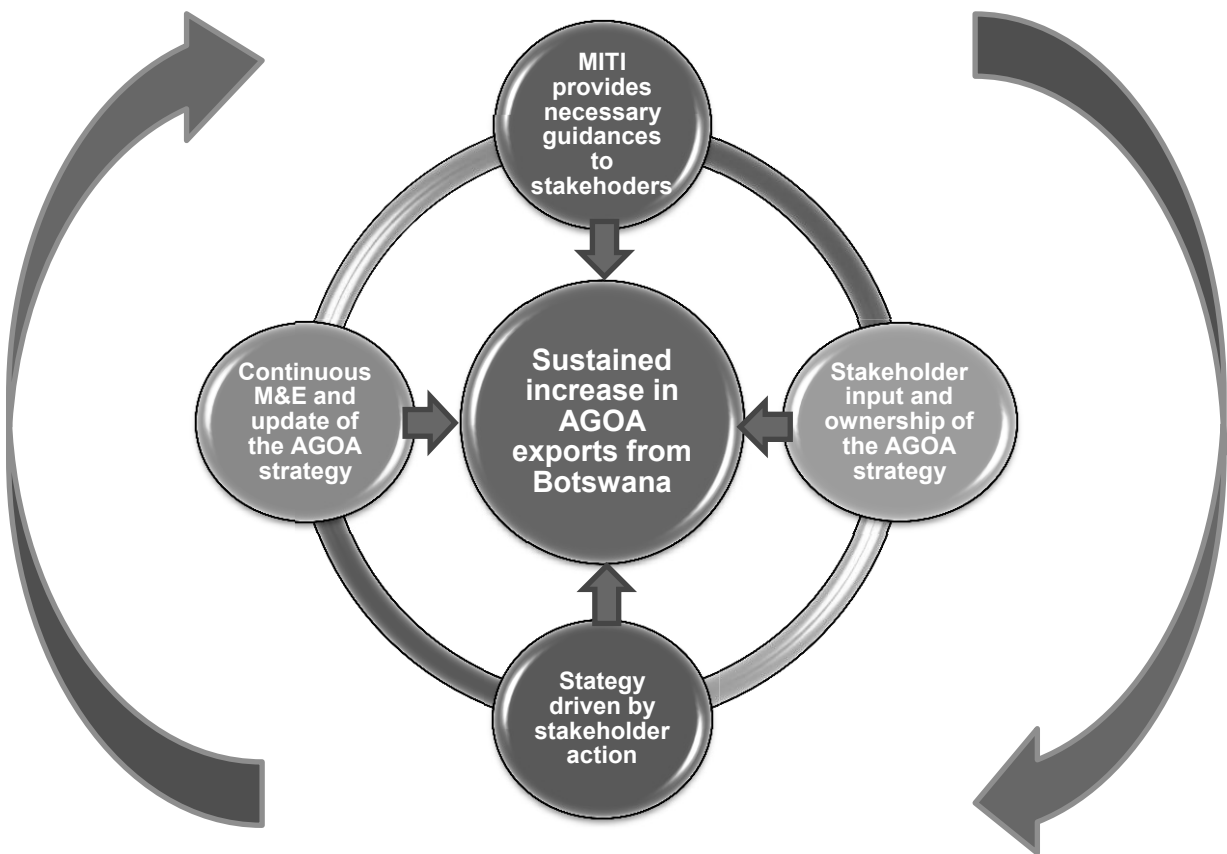 MITI
provides
necessary
guidances
to
stakehoders
Continuous
M&E and
update of
the AGOA
strategy
Sustained
increase in
AGOA
exports from
Botswana
Stakeholder
input and
ownership of
the AGOA
strategy
Stategy
driven by
stakeholder
action